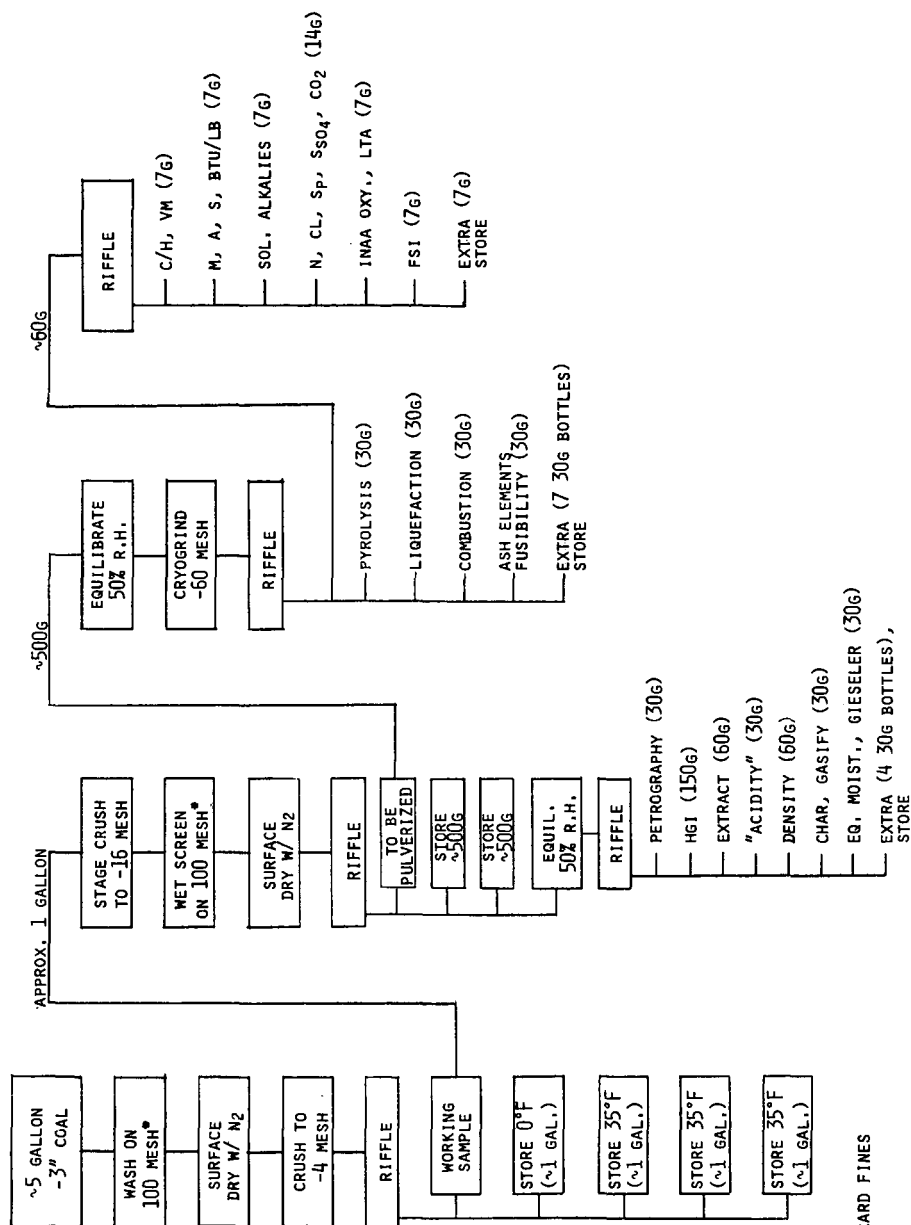 ~5 GALLON
-3" COAL
WASH ON
100 MESH*
SURFACE
DRY W/ N2
CRUSH TO
-4 MESH
RIFFLE
WORKING
SAMPLE
STORE 0°F
(~1 GAL.)
STORE 35°F
(~1 GAL.)
STORE 35°F
(~1 GAL.)
STORE 35°F
(~1 GAL.)
ARD FINES
APPROX. 1 GALLON
STAGE CRUSH
TO -16 MESH
WET SCREEN
ON 100 MESH*
SURFACE
DRY W/ N2
RIFFLE
TO BE
PULVERIZED
STORE
~500G
STORE
~500G
EQUIL.
50% R.H.
RIFFLE
PETROGRAPHY (30G)
HGI (150G)
EXTRACT (60G)
"ACIDITY" (30G)
DENSITY (60G)
CHAR, GASIFY (30G)
EQ. MOIST., GIESELER (30G)
EXTRA (4 30G BOTTLES),
STORE
~500G
EQUILIBRATE
50% R.H.
CRYOGRIND
-60 MESH
RIFFLE
PYROLYSIS (30G)
LIQUEFACTION (30G)
COMBUSTION (30G)
ASH ELEMENTS
FUSIBILITY (30G)
EXTRA (7 30G BOTTLES)
STORE
~60G
RIFFLE
C/H, VM (7G)
M, A, S, BTU/LB (7G)
SOL. ALKALIES (7G)
N, CL, SP, SSO4, CO2 (14G)
INAA OXY., LTA (7G)
FSI (7G)
EXTRA (7G)
STORE